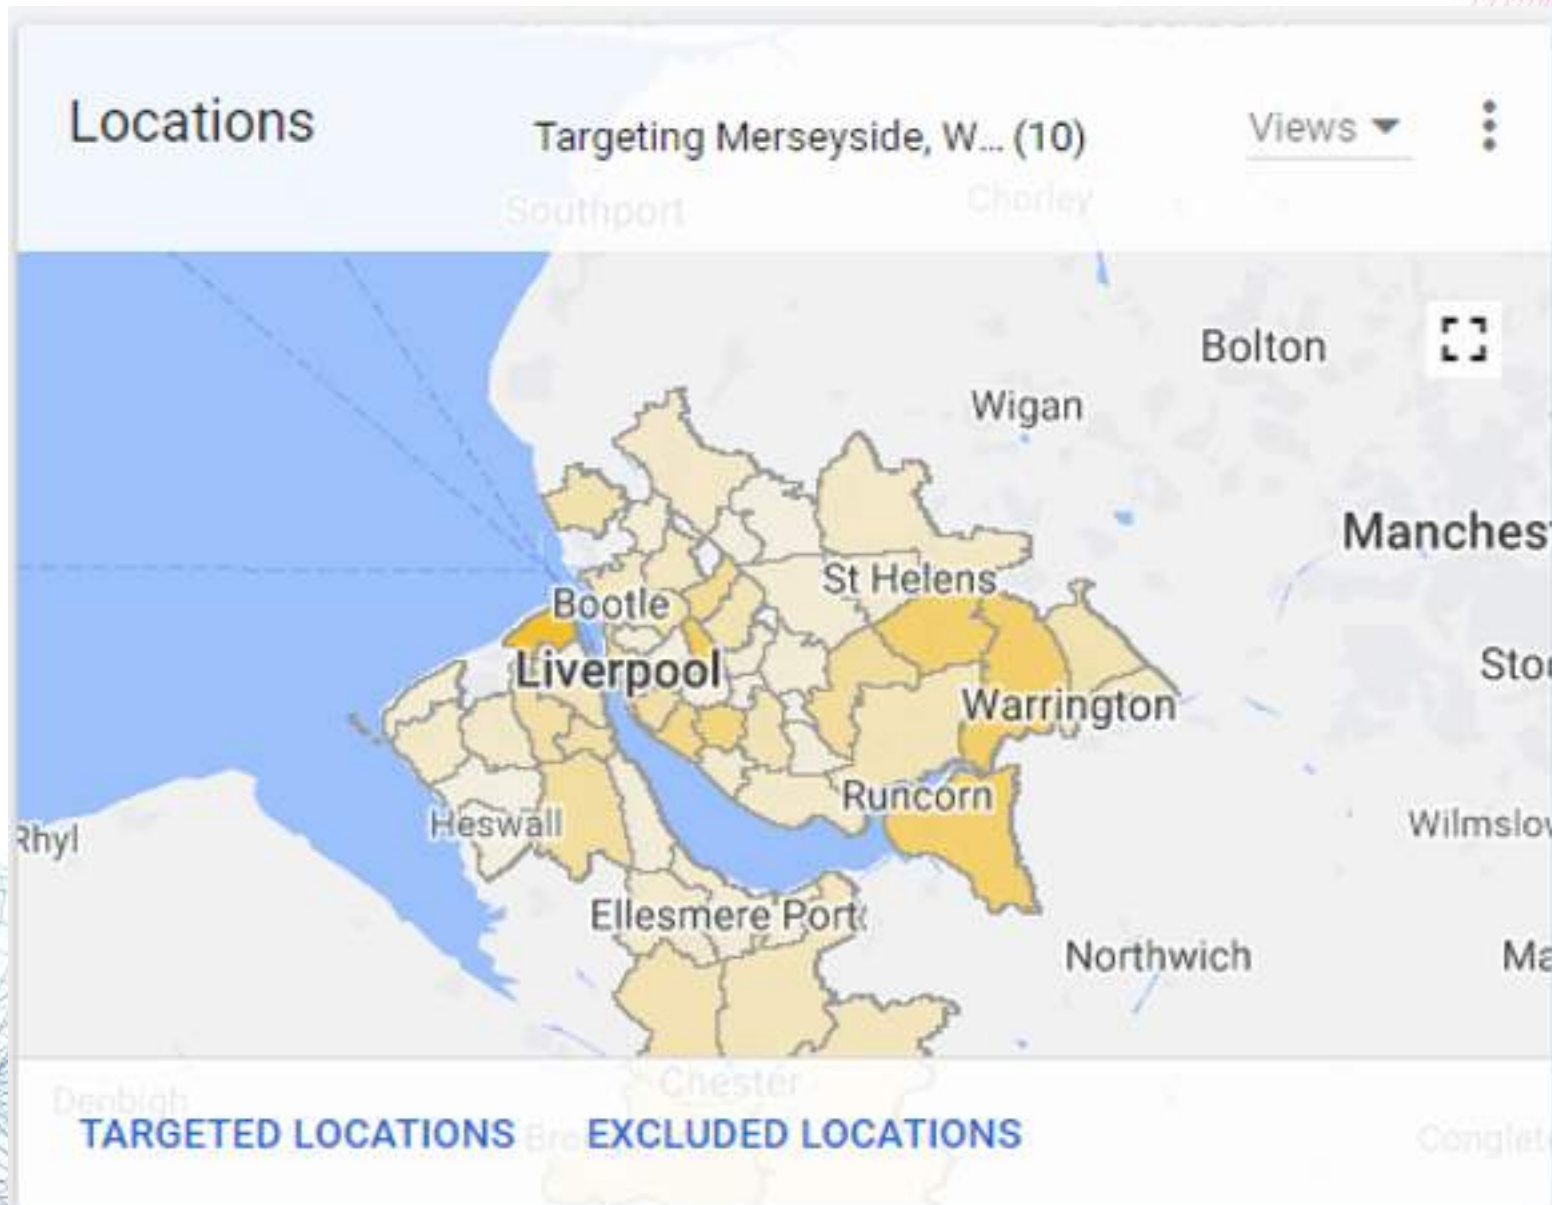 Locations
Targeting Merseyside, W... (10)
Views
Southport
Chorley
Bolton
Wigan
Manches
St Helens
Bootle
Liverpool
Sto
Warrington
Runcorn
Heswall
Rhyl
Wilmslow
Ellesmere Port
Northwich
Ma
Chester
Denbigh
TARGETED LOCATIONS
EXCLUDED LOCATIONS
Conglet